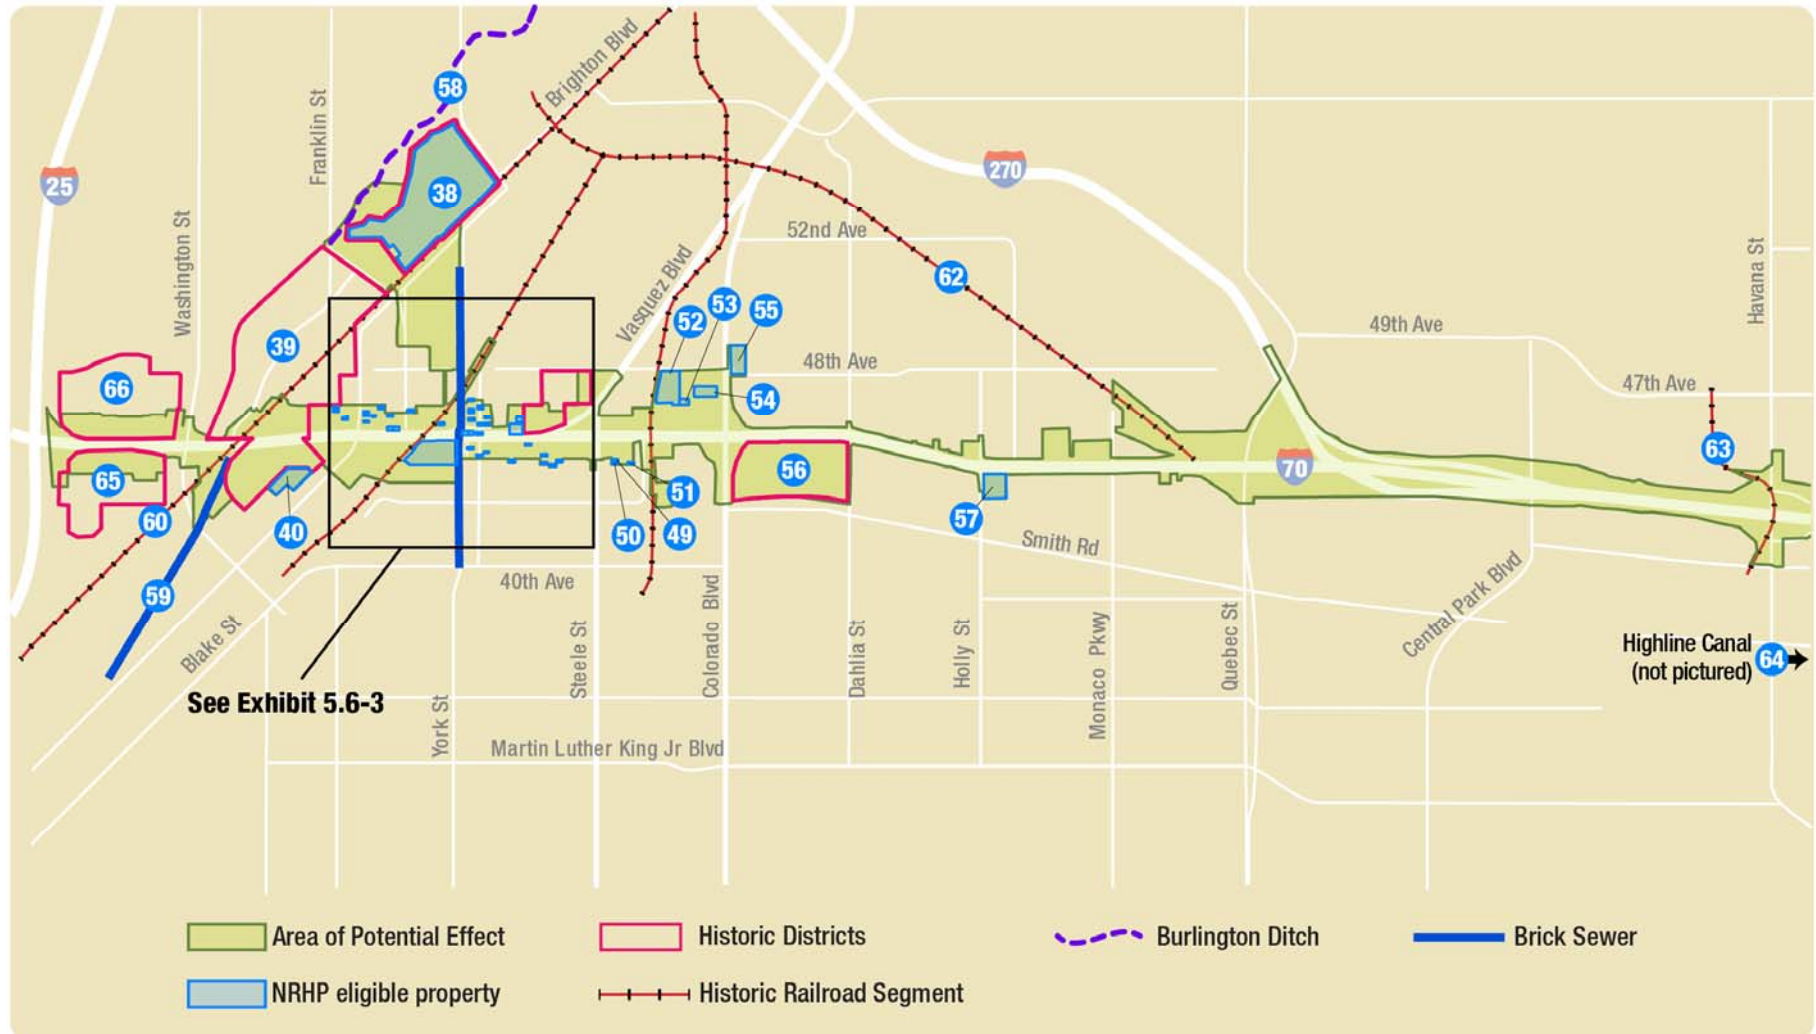 58
Brighton Blvd
Franklin St
25
38
270
Washington St
52nd Ave
Vasquez Blvd
62
Havana St
53
55
52
39
49th Ave
48th Ave
66
47th Ave
54
63
56
70
65
51
57
60
40
50
49
Smith Rd
40th Ave
59
Colorado Blvd
Central Park Blvd
Blake St
Steele St
Dahlia St
Holly St
Monaco Pkwy
Quebec St
Highline Canal
(not pictured)
64
See Exhibit 5.6-3
York St
Martin Luther King Jr Blvd
Area of Potential Effect
Historic Districts
Burlington Ditch
Brick Sewer
NRHP eligible property
Historic Railroad Segment